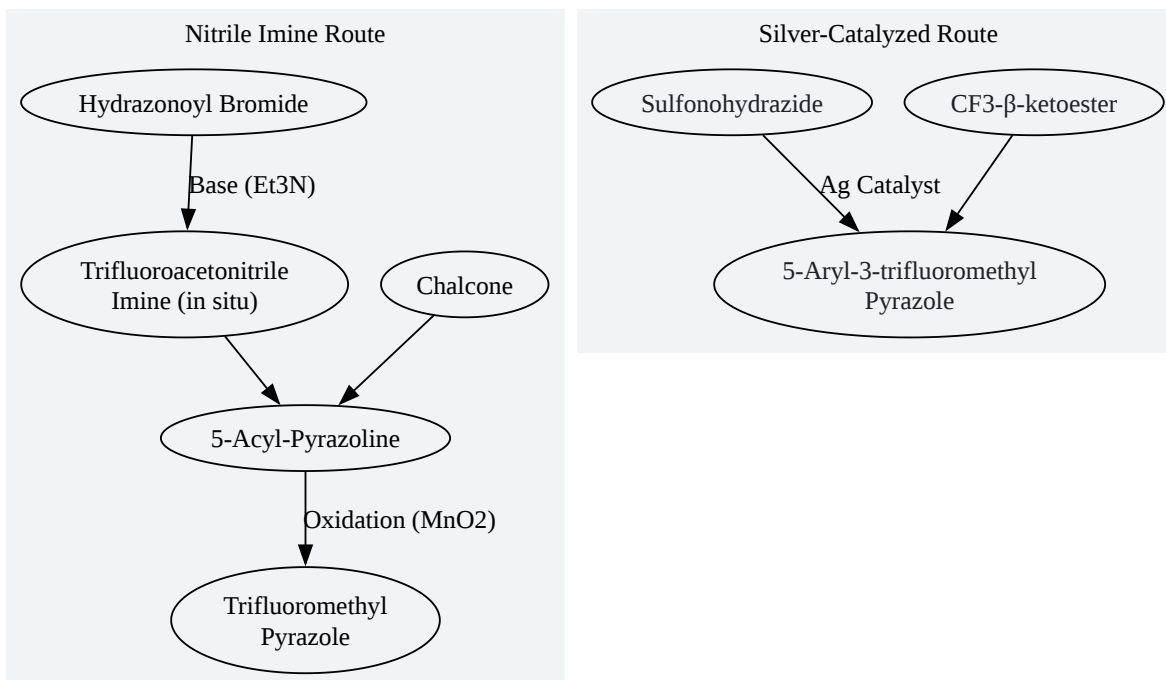 Nitrile Imine Route
Hydrazonoyl Bromide
Base (Et3N)
Trifluoroacetonitrile
Imine (in situ)
Chalcone
5-Acyl-Pyrazoline
Oxidation (MnO2)
Trifluoromethyl
Pyrazole
Silver-Catalyzed Route
Sulfonohydrazide
CF3-β-ketoester
Ag Catalyst
5-Aryl-3-trifluoromethyl
Pyrazole